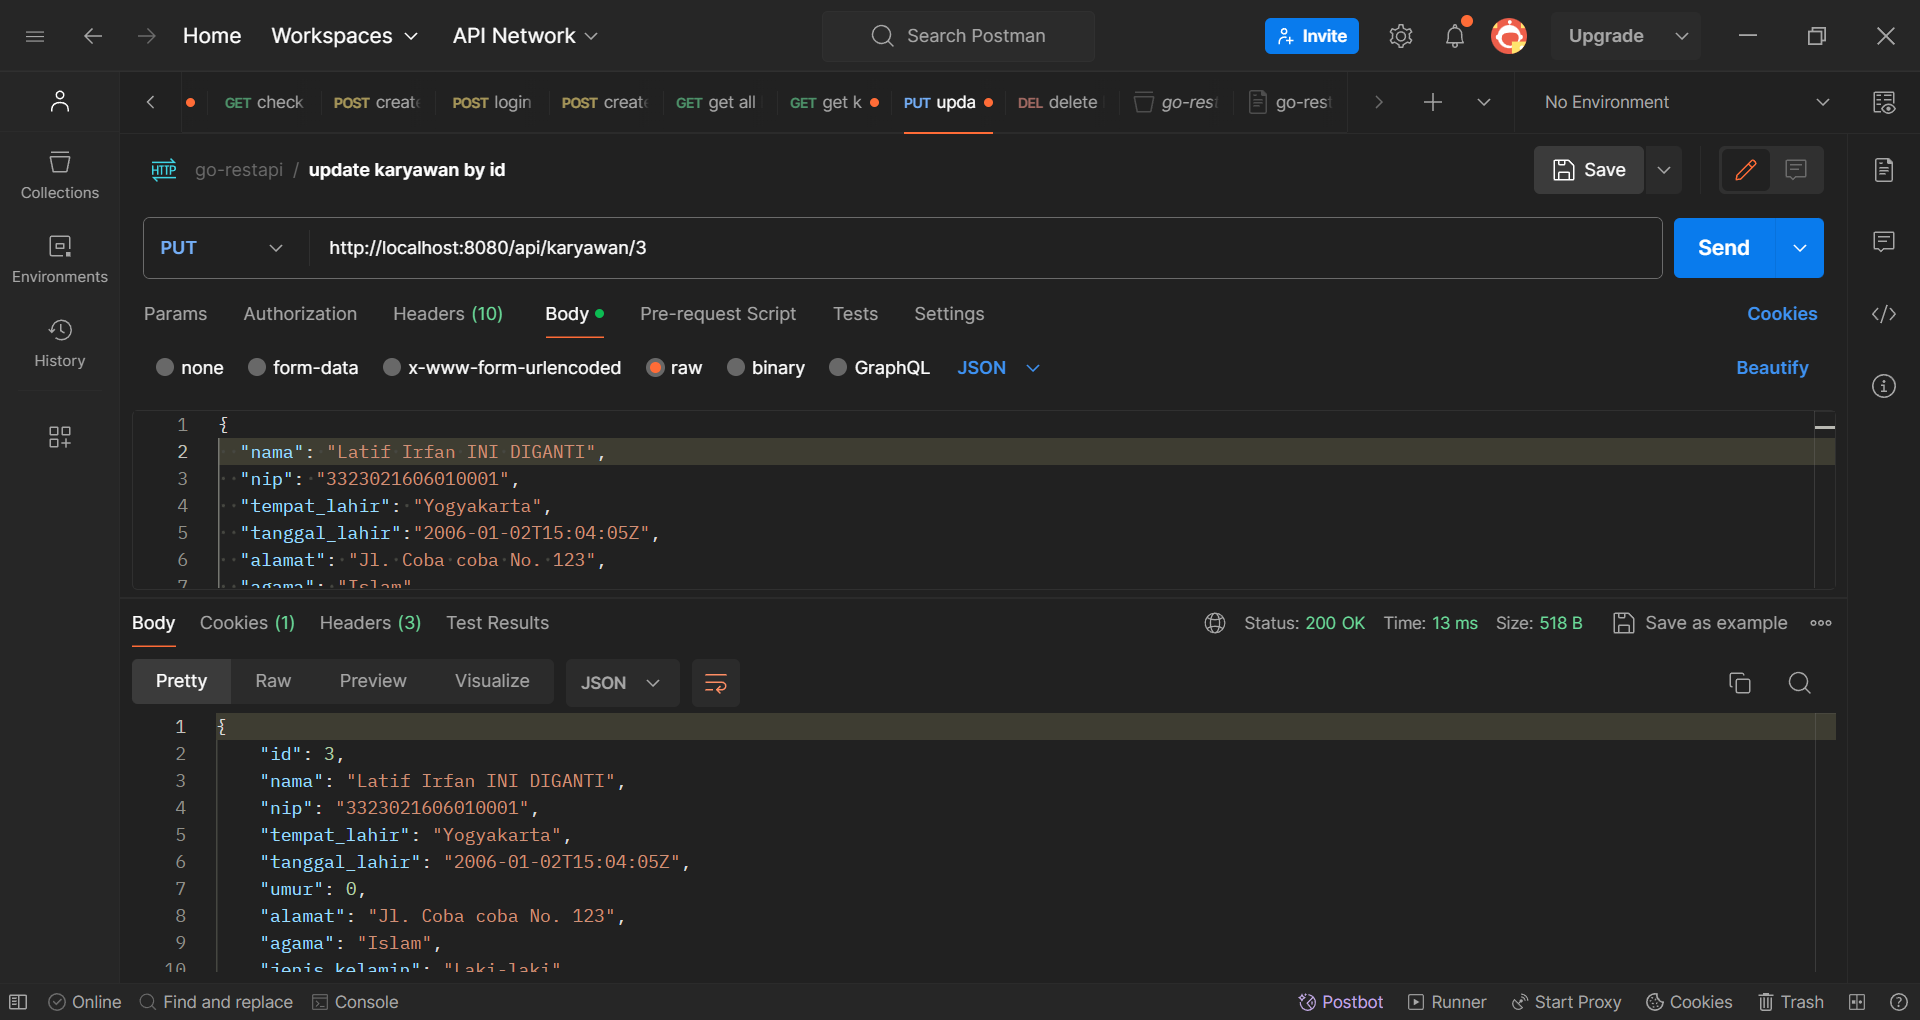 Home Workspaces API Network Search Postman Invite Upgrade
GET check POST create POST login POST create GET get all GET get k PUT upda DEL delete go-rest go-rest No Environment
HTTP go-restapi / update karyawan by id Save
Collections
Environments
History
PUT http://localhost:8080/api/karyawan/3 Send
Params Authorization Headers (10) Body Pre-request Script Tests Settings Cookies
none form-data x-www-form-urlencoded raw binary GraphQL JSON Beautify
1 {
2 "nama": "Latif Irfan INI DIGANTI",
3 "nip": "3323021606010001",
4 "tempat_lahir": "Yogyakarta",
5 "tanggal_lahir":"2006-01-02T15:04:05Z",
6 "alamat": "Jl. Coba coba No. 123",
7 "agama": "Islam"
Body Cookies (1) Headers (3) Test Results Status: 200 OK Time: 13 ms Size: 518 B Save as example
Pretty Raw Preview Visualize JSON
1 {
2 "id": 3,
3 "nama": "Latif Irfan INI DIGANTI",
4 "nip": "3323021606010001",
5 "tempat_lahir": "Yogyakarta",
6 "tanggal_lahir": "2006-01-02T15:04:05Z",
7 "umur": 0,
8 "alamat": "Jl. Coba coba No. 123",
9 "agama": "Islam",
10 "jenis_kelamin": "Laki-laki"
Online Find and replace Console Postbot Runner Start Proxy Cookies Trash